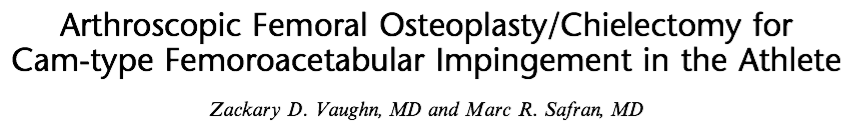 Arthroscopic Femoral Osteoplasty/Chielectomy for
Cam-type Femoroacetabular Impingement in the Athlete
Zackary D. Vaughn, MD and Marc R. Safran, MD